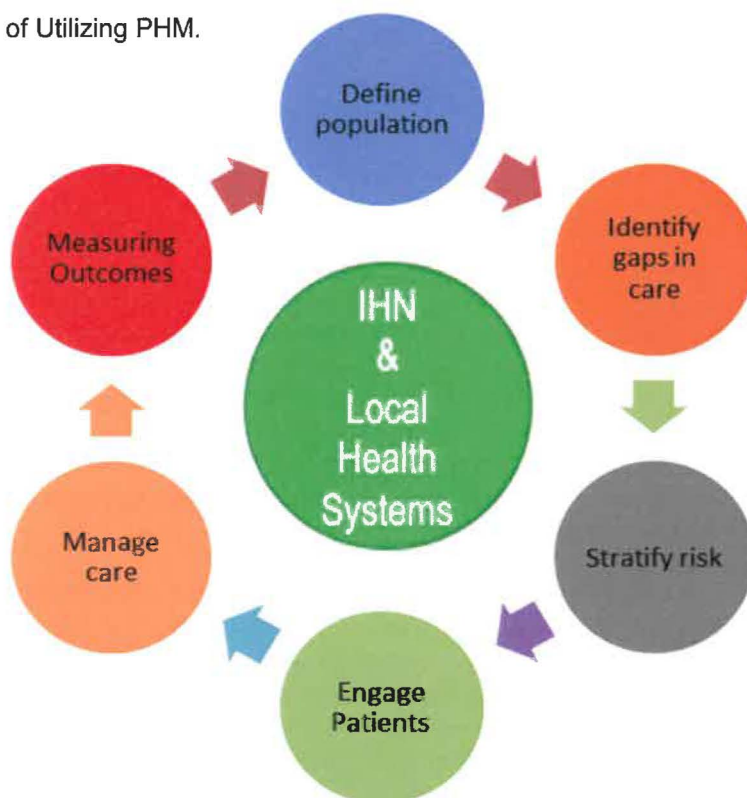 of Utilizing PHM.
Define
population
Identify
gaps in
care
Stratify risk
Engage
Patients
Manage
care
Measuring
Outcomes
IHN
&
Local
Health
Systems